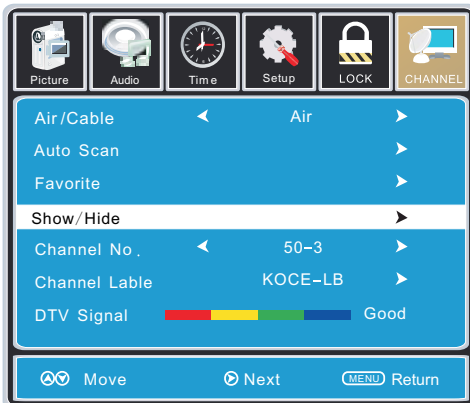 Picture Audio Time Setup LOCK CHANNEL
Air/Cable Air
Auto Scan
Favorite
Show/Hide
Channel No. 50-3
Channel Lable KOCE-LB
DTV Signal Good
Move Next MENU Return